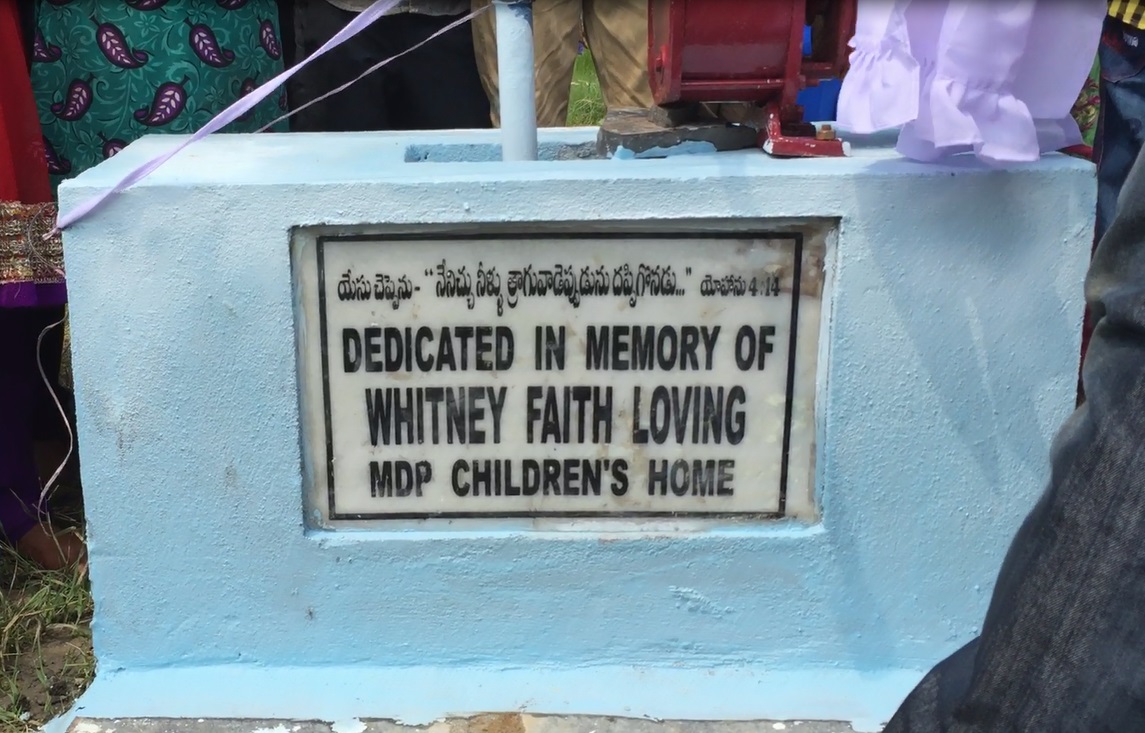 యేసు చెప్పెను- "నేనిచ్చు నీళ్ళు త్రాగువాడెప్పుడును దప్పిగొనడు..." యోహాను 4:14
DEDICATED IN MEMORY OF
WHITNEY FAITH LOVING
MDP CHILDREN'S HOME